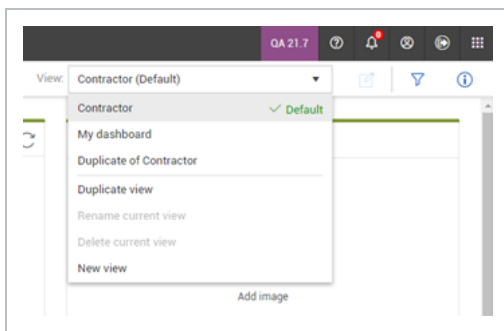 QA 21.7
View: Contractor (Default)
Contractor Default
My dashboard
Duplicate of Contractor
Duplicate view
Rename current view
Delete current view
New view
Add image